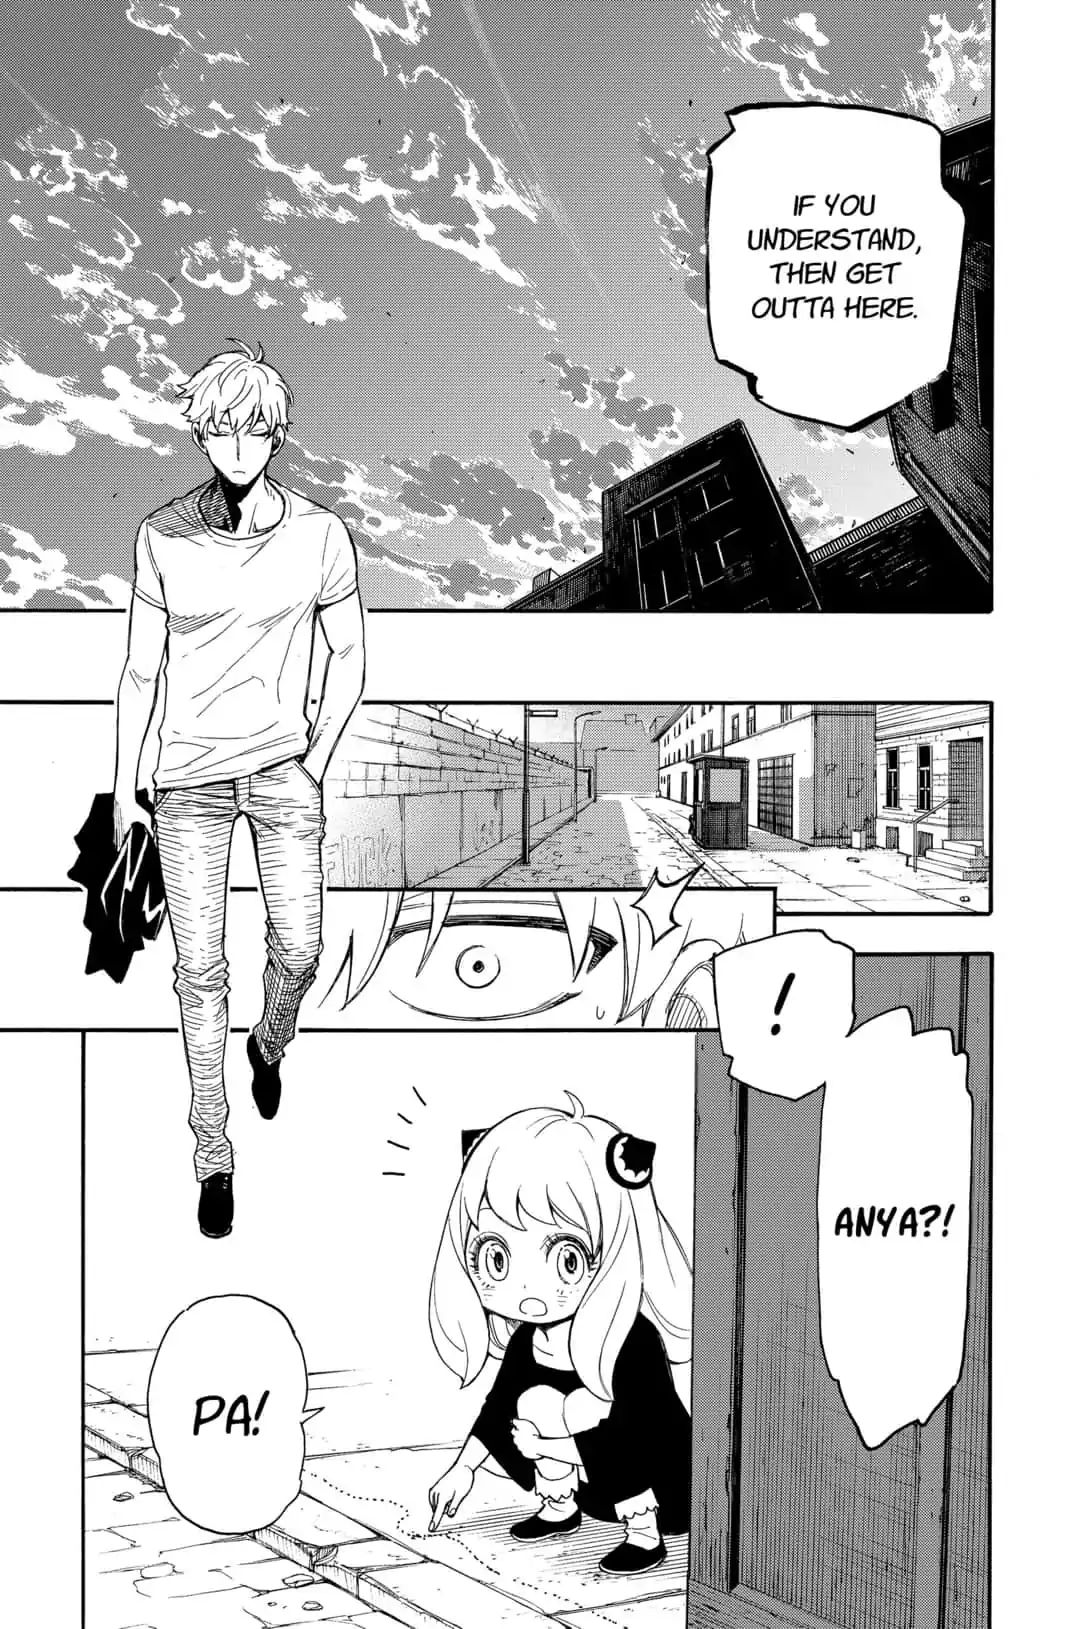 IF YOU
UNDERSTAND,
THEN GET
OUTTA HERE.
!
ANYA?!
PA!